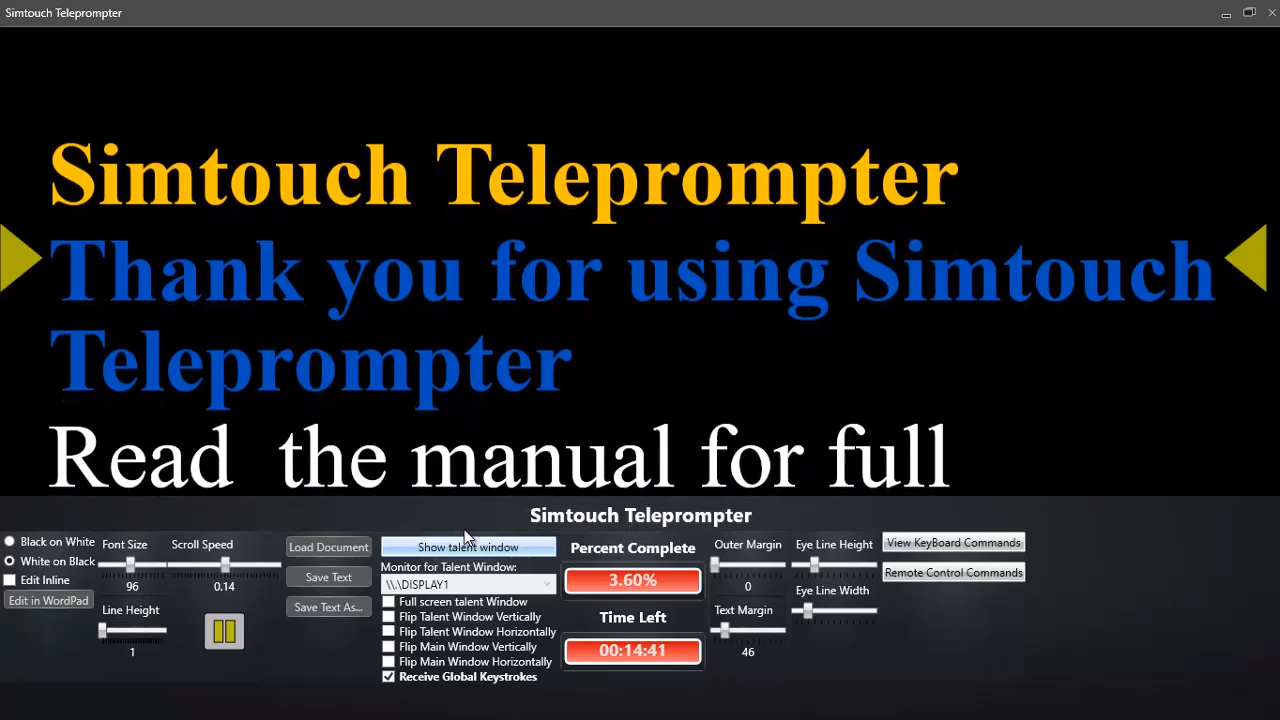 Simtouch Teleprompter
Simtouch Teleprompter
Thank you for using Simtouch
Teleprompter
Read  the manual for full
Simtouch Teleprompter
Black on White
White on Black
Edit Inline
Edit in WordPad
Font Size
96
Line Height
1
Scroll Speed
0.14
Load Document
Save Text
Save Text As...
Show talent window
Monitor for Talent Window:
\\.\DISPLAY1
Full screen talent Window
Flip Talent Window Vertically
Flip Talent Window Horizontally
Flip Main Window Vertically
Flip Main Window Horizontally
Receive Global Keystrokes
Percent Complete
3.60%
Time Left
00:14:41
Outer Margin
0
Text Margin
46
Eye Line Height
Eye Line Width
View KeyBoard Commands
Remote Control Commands